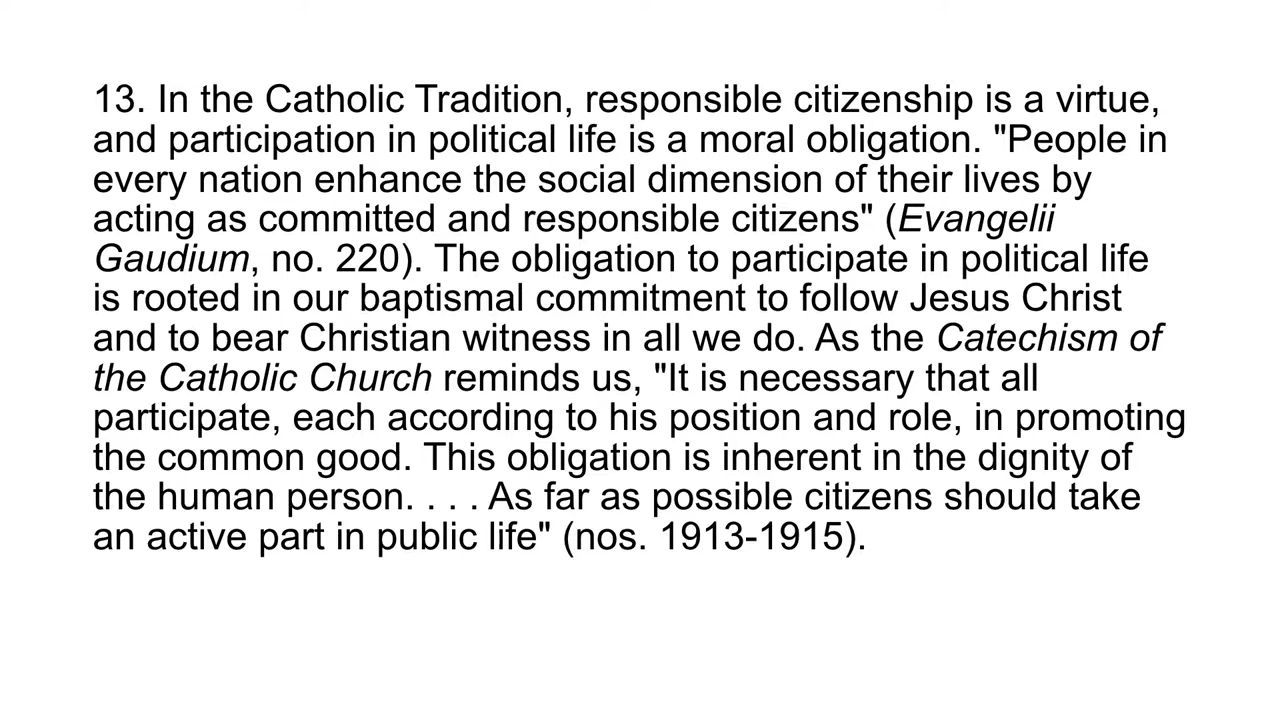 13. In the Catholic Tradition, responsible citizenship is a virtue,
and participation in political life is a moral obligation. "People in
every nation enhance the social dimension of their lives by
acting as committed and responsible citizens" (Evangelii
Gaudium, no. 220). The obligation to participate in political life
is rooted in our baptismal commitment to follow Jesus Christ
and to bear Christian witness in all we do. As the Catechism of
the Catholic Church reminds us, "It is necessary that all
participate, each according to his position and role, in promoting
the common good. This obligation is inherent in the dignity of
the human person. . . . As far as possible citizens should take
an active part in public life" (nos. 1913-1915).